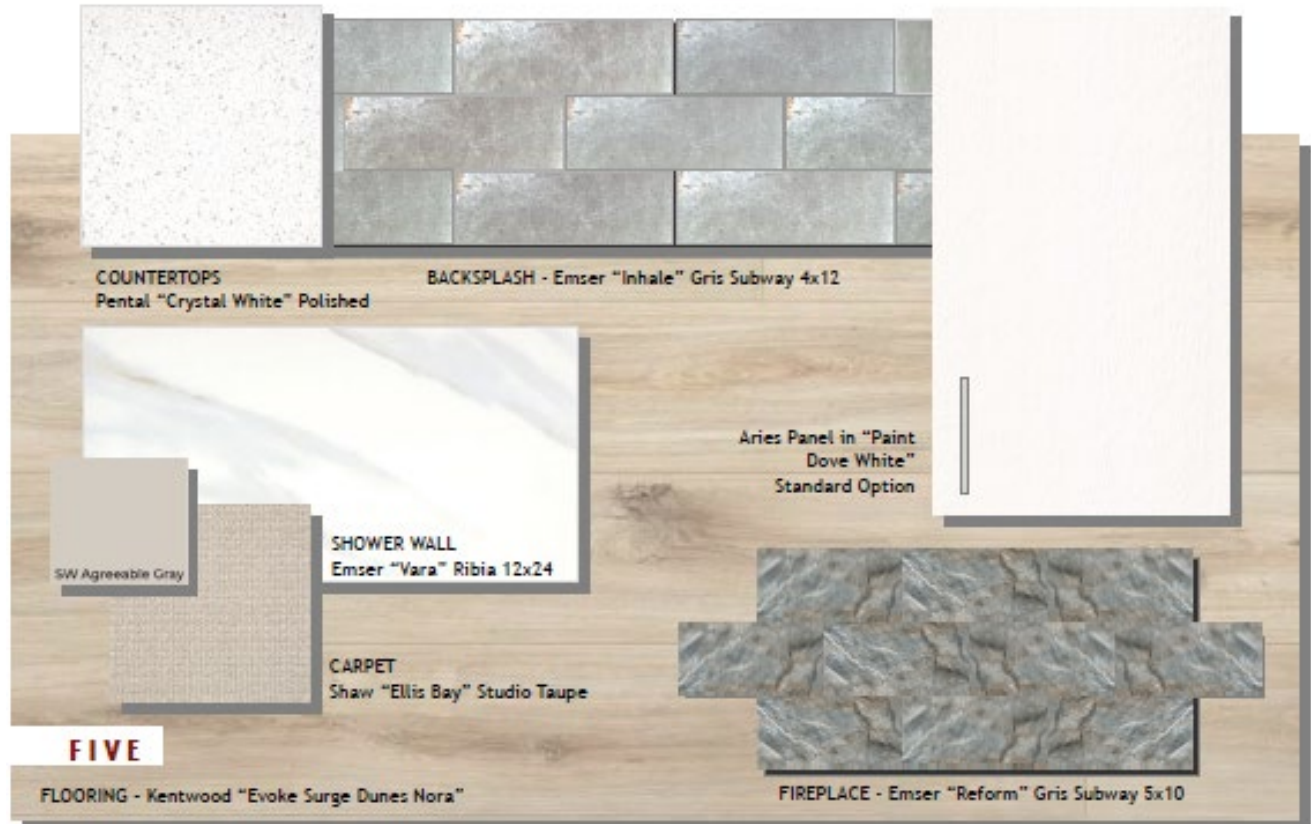 COUNTERTOPS
Pental “Crystal White” Polished
BACKSPLASH - Emser “Inhale” Gris Subway 4x12
Aries Panel in “Paint
Dove White”
Standard Option
SHOWER WALL
Emser “Vara” Ribia 12x24
SW Agreeable Gray
CARPET
Shaw “Ellis Bay” Studio Taupe
FIVE
FLOORING - Kentwood “Evoke Surge Dunes Nora”
FIREPLACE - Emser “Reform” Gris Subway 5x10